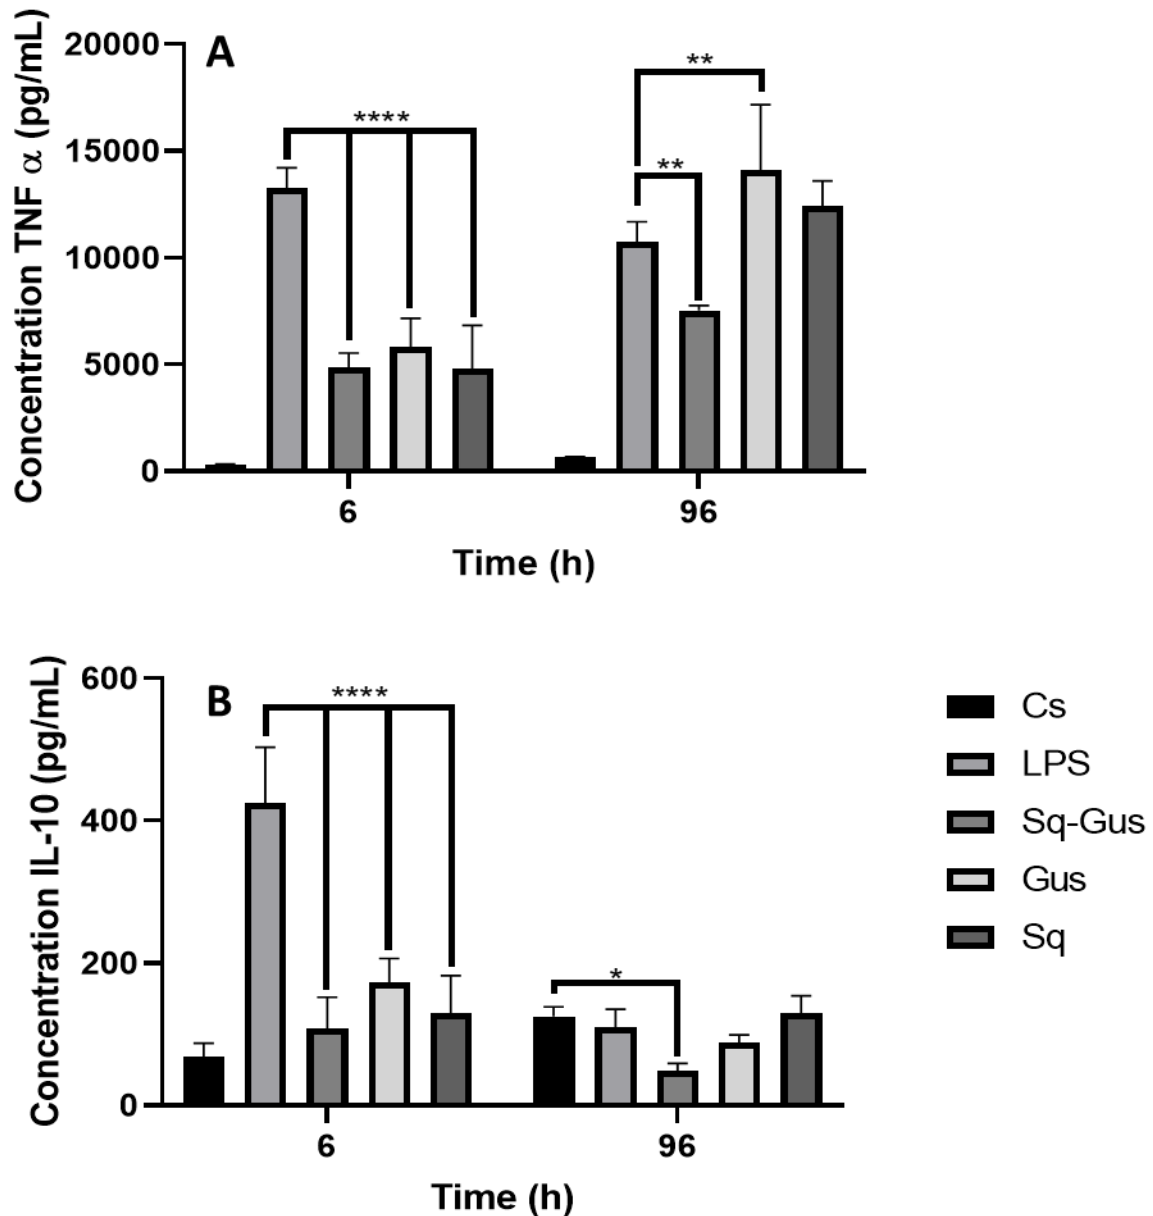 A
Concentration TNF α (pg/mL)
20000
15000
10000
5000
0
****
**
**
6
96
Time (h)
B
Concentration IL-10 (pg/mL)
600
400
200
0
****
*
6
96
Time (h)
Cs
LPS
Sq-Gus
Gus
Sq